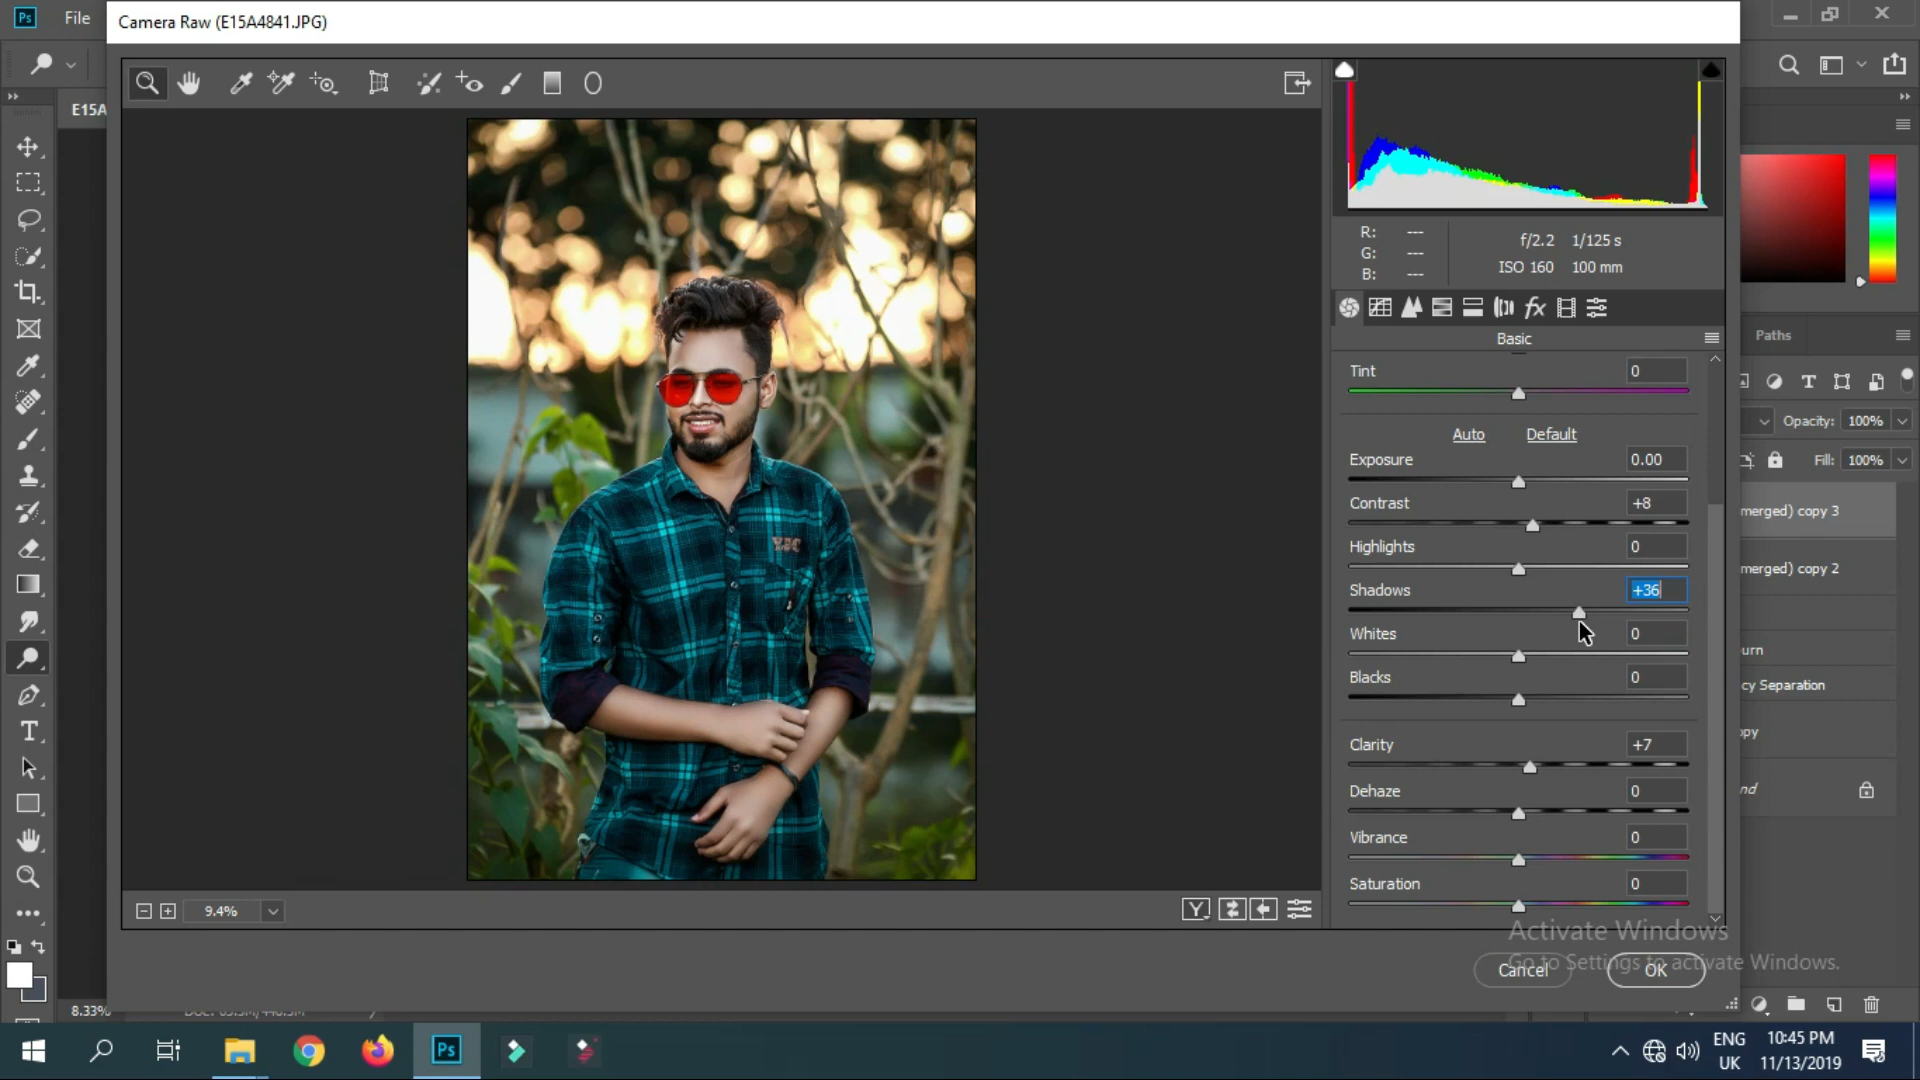 Ps File
Camera Raw (E15A4841.JPG)
E15A
R: ---
G: ---
B: ---
f/2.2 1/125 s
ISO 160 100 mm
Basic
Tint 0
Auto Default
Exposure 0.00
Contrast +8
Highlights 0
Shadows +36
Whites 0
Blacks 0
Clarity +7
Dehaze 0
Vibrance 0
Saturation 0
Paths
Opacity: 100%
Fill: 100%
merged) copy 3
merged) copy 2
urn
cy Separation
opy
nd
9.4%
Activate Windows
Go to Settings to activate Windows.
Cancel OK
8.33%
Ps
ENG
UK
10:45 PM
11/13/2019